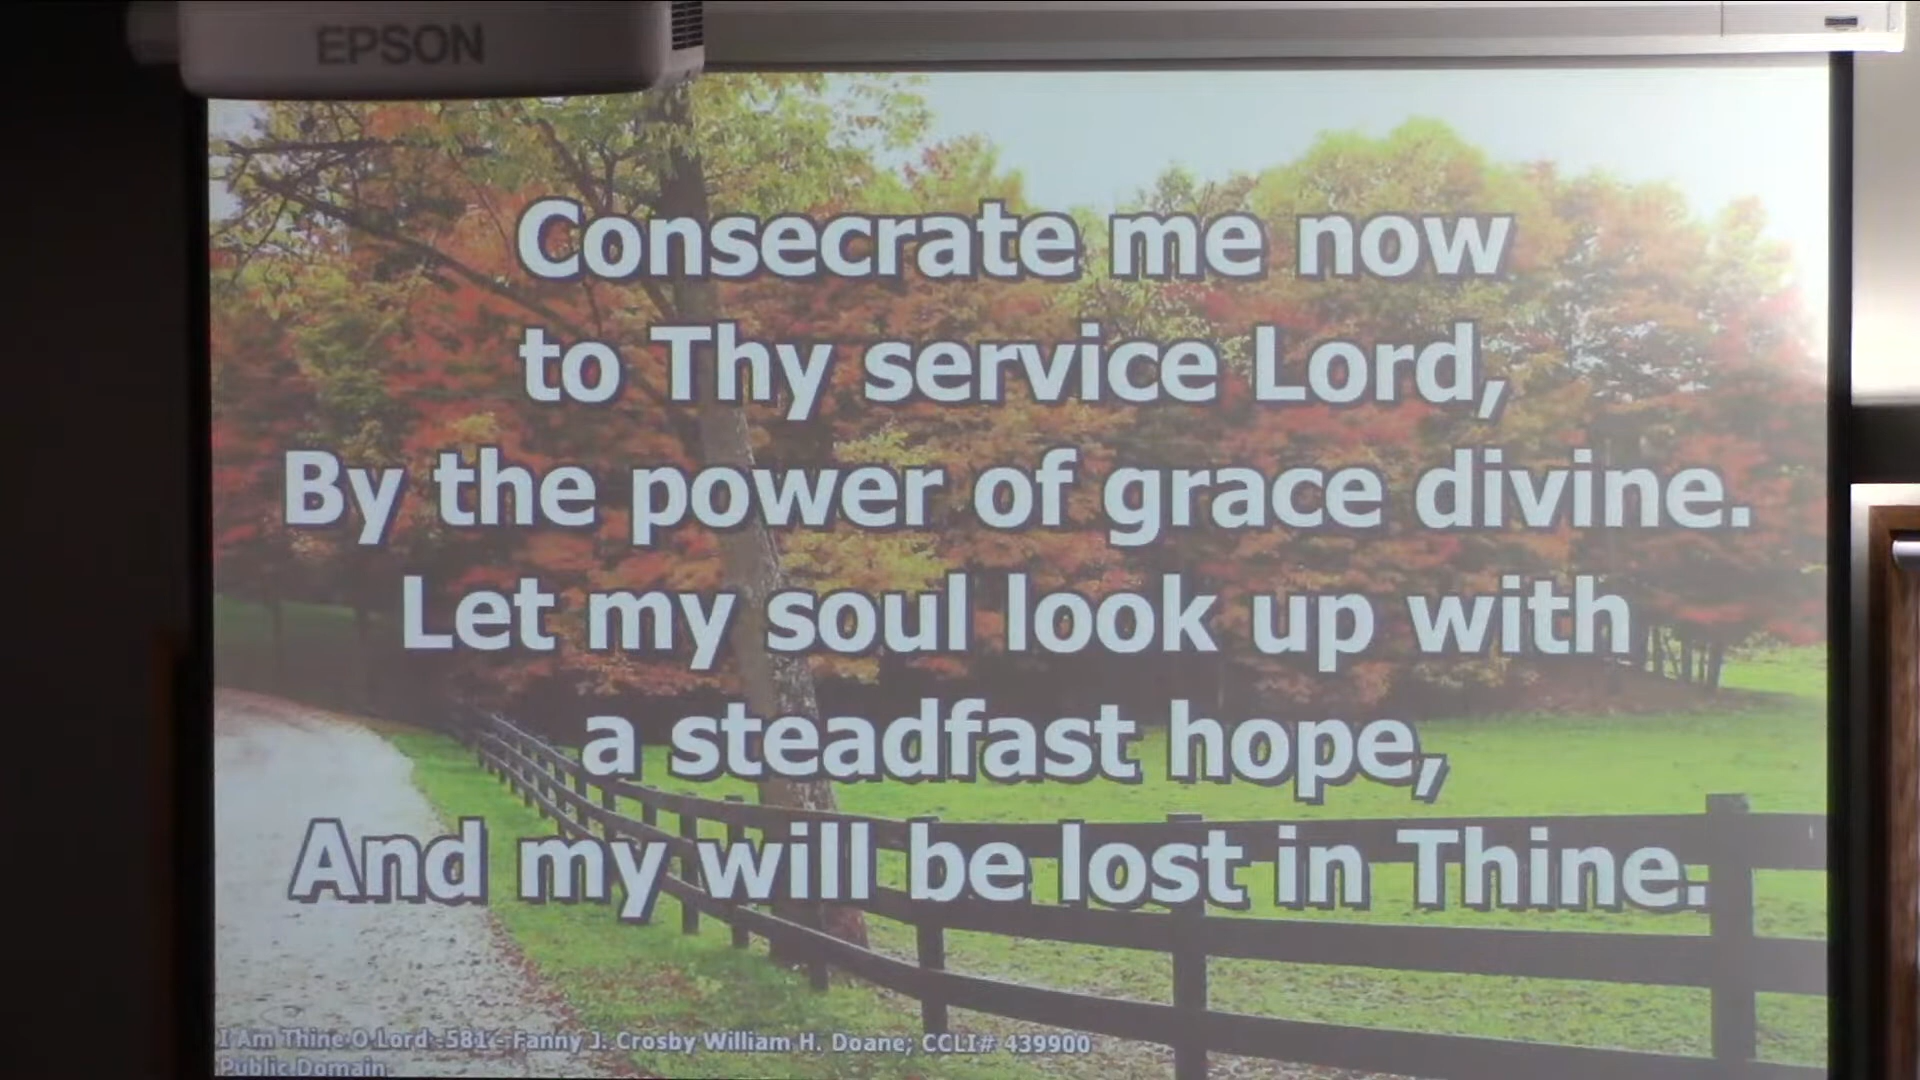 EPSON
Consecrate me now
to Thy service Lord,
By the power of grace divine.
Let my soul look up with
a steadfast hope,
And my will be lost in Thine.
I Am Thine O Lord -581 - Fanny J. Crosby William H. Doane; CCLI# 439900
Public Domain